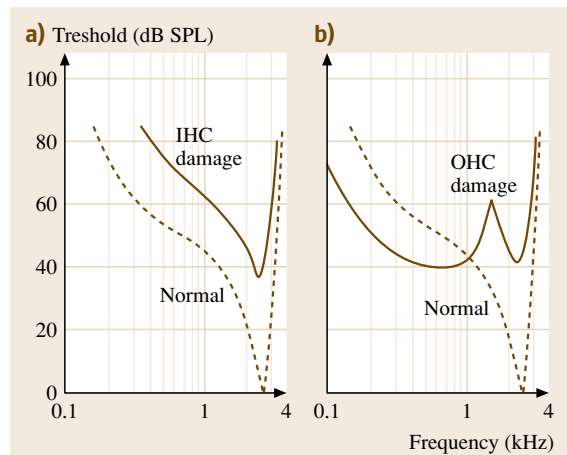 a) Treshold (dB SPL)
b)
100
80
60
40
20
0
IHC
damage
Normal
0.1
1
4
OHC
damage
Normal
0.1
1
4
Frequency (kHz)